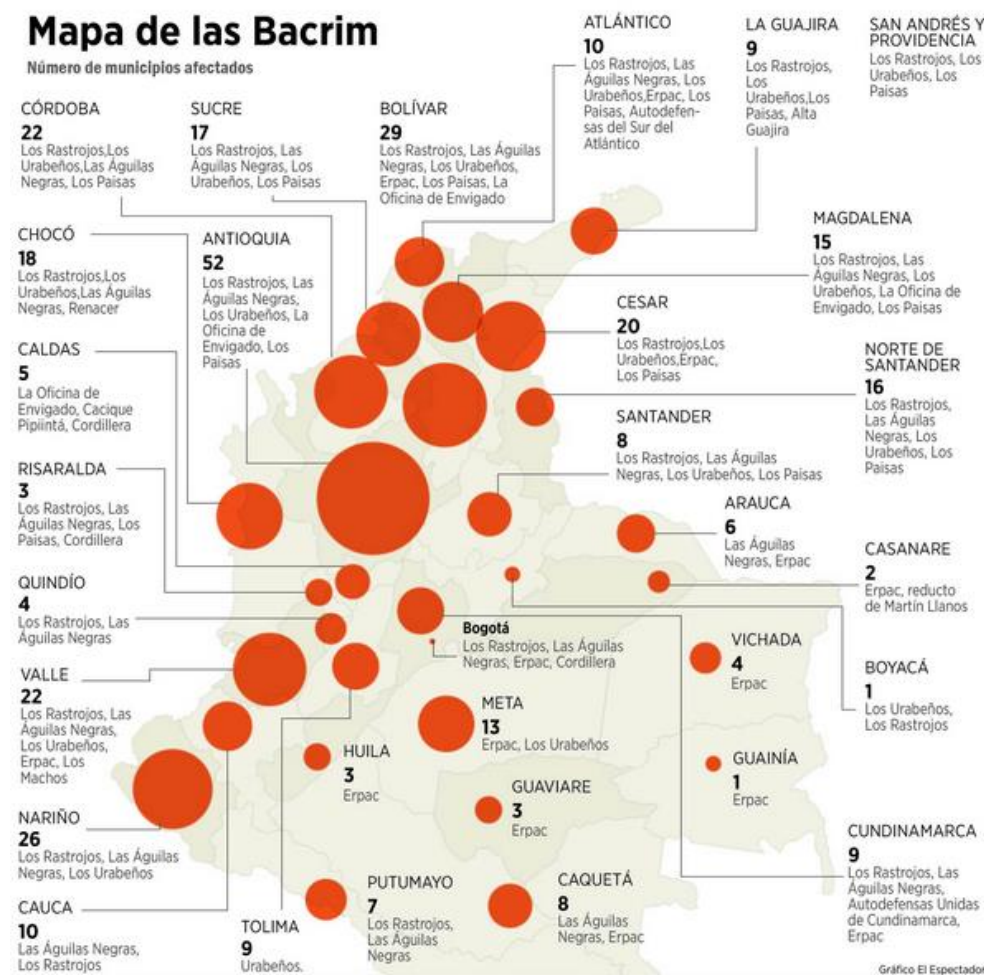 Mapa de las Bacrim
Número de municipios afectados
CÓRDOBA
22
Los Rastrojos,Los
Urabeños,Las Águilas
Negras, Los Paisas
SUCRE
17
Los Rastrojos, Las
Águilas Negras, Los
Urabeños, Los Paisas
BOLÍVAR
29
Los Rastrojos, Las Águilas
Negras, Los Urabeños,
Erpac, Los Paisas, La
Oficina de Envigado
ATLÁNTICO
10
Los Rastrojos, Las
Águilas Negras, Los
Urabeños,Erpac, Los
Paisas, Autodefen-
sas del Sur del
Atlántico
LA GUAJIRA
9
Los Rastrojos,
Los
Urabeños,Los
Paisas, Alta
Guajira
SAN ANDRÉS Y
PROVIDENCIA
Los Rastrojos, Los
Urabeños, Los
Paisas
CHOCÓ
18
Los Rastrojos,Los
Urabeños,Las Águilas
Negras, Renacer
ANTIOQUIA
52
Los Rastrojos, Las
Águilas Negras,
Los Urabeños, La
Oficina de
Envigado, Los
Paisas
MAGDALENA
15
Los Rastrojos, Las
Águilas Negras, Los
Urabeños, La Oficina de
Envigado, Los Paisas
CESAR
20
Los Rastrojos,Los
Urabeños,Erpac,
Los Paisas
CALDAS
5
La Oficina de
Envigado, Cacique
Pipiintá, Cordillera
NORTE DE
SANTANDER
16
Los Rastrojos,
Las Águilas
Negras, Los
Urabeños, Los
Paisas
SANTANDER
8
Los Rastrojos, Las Águilas
Negras, Los Urabeños, Los Paisas
RISARALDA
3
Los Rastrojos, Las
Águilas Negras, Los
Paisas, Cordillera
ARAUCA
6
Las Águilas
Negras, Erpac
CASANARE
2
Erpac, reducto
de Martín Llanos
QUINDÍO
4
Los Rastrojos, Las
Águilas Negras
Bogotá
Los Rastrojos, Las Águilas
Negras, Erpac, Cordillera
VICHADA
4
Erpac
BOYACÁ
1
Los Urabeños,
Los Rastrojos
VALLE
22
Los Rastrojos, Las
Águilas Negras,
Los Urabeños,
Erpac, Los
Machos
META
13
Erpac, Los Urabeños
HUILA
3
Erpac
GUAINÍA
1
Erpac
GUAVIARE
3
Erpac
NARIÑO
26
Los Rastrojos, Las Águilas
Negras, Los Urabeños
CUNDINAMARCA
9
Los Rastrojos, Las
Águilas Negras,
Autodefensas Unidas
de Cundinamarca,
Erpac
CAUCA
10
Las Águilas Negras,
Los Rastrojos
TOLIMA
9
Urabeños.
PUTUMAYO
7
Los Rastrojos,
Las Águilas
Negras
CAQUETÁ
8
Las Águilas
Negras, Erpac
Gráfico El Espectador